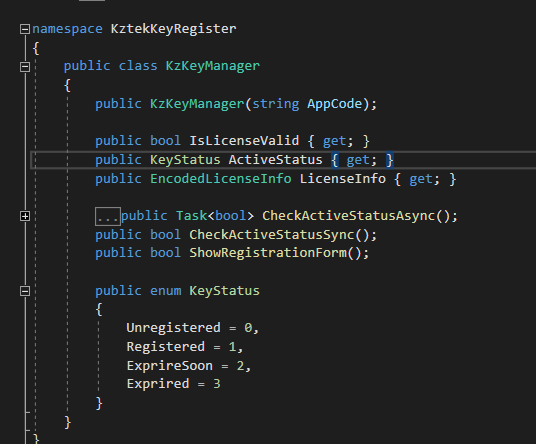 namespace KztekKeyRegister
{
public class KzKeyManager
{
public KzKeyManager(string AppCode);
public bool IsLicenseValid { get; }
public KeyStatus ActiveStatus { get; }
public EncodedLicenseInfo LicenseInfo { get; }
...public Task<bool> CheckActiveStatusAsync();
public bool CheckActiveStatusSync();
public bool ShowRegistrationForm();
public enum KeyStatus
{
Unregistered = 0,
Registered = 1,
ExprireSoon = 2,
Exprired = 3
}
}
}